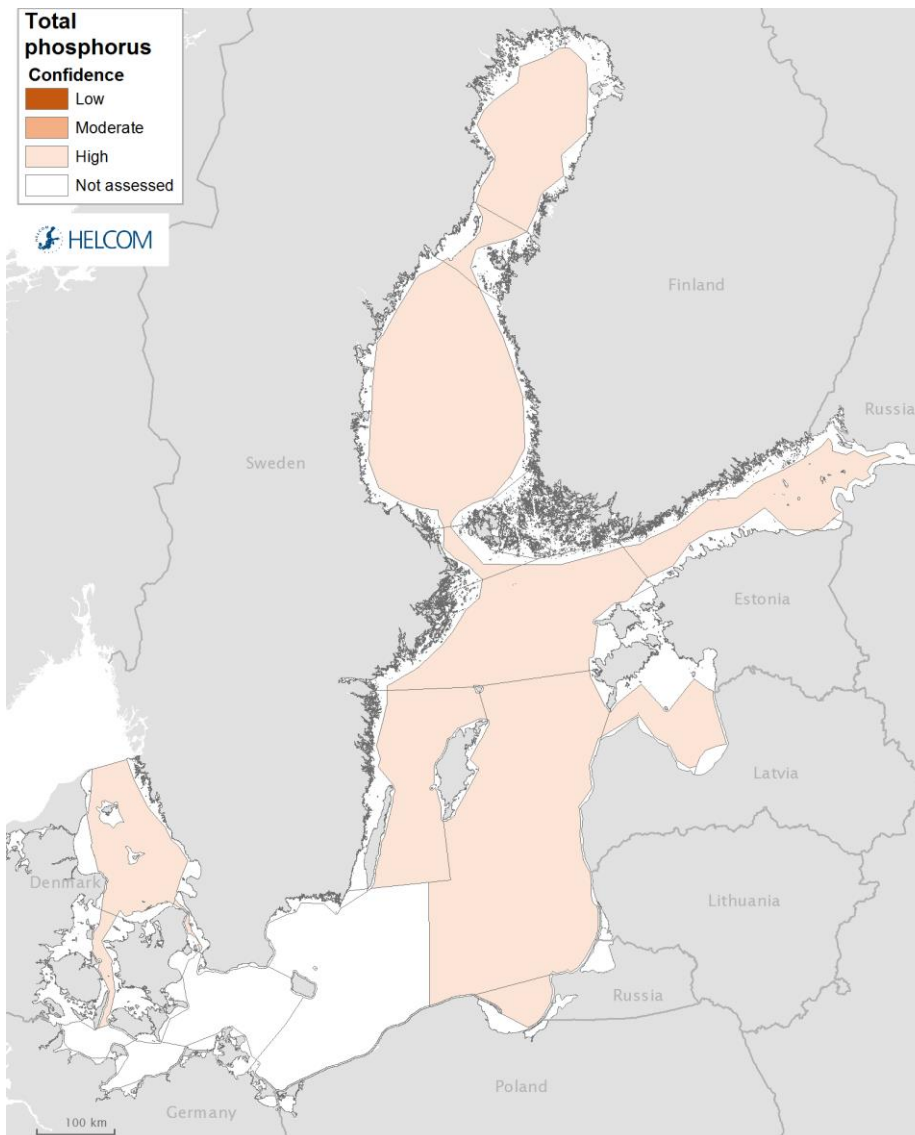 Total
phosphorus
Confidence
Low
Moderate
High
Not assessed
HELCOM
Finland
Russia
Sweden
Estonia
Latvia
Denmark
Lithuania
Russia
Poland
Germany
100 km